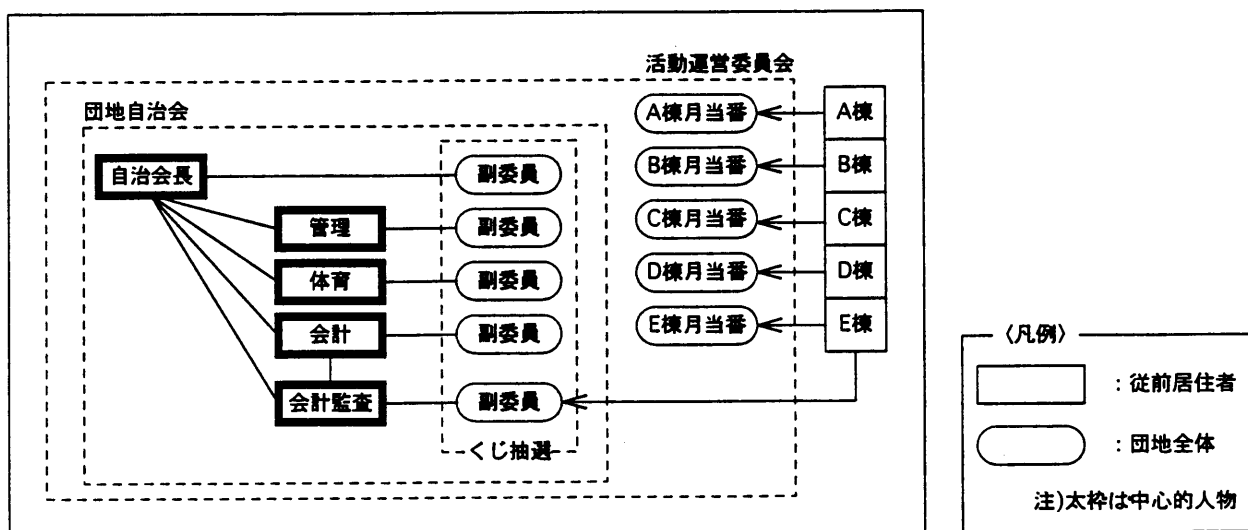 活動運営委員会
団地自治会
A棟月当番
A棟
自治会長
副委員
B棟月当番
B棟
管理
副委員
C棟月当番
C棟
体育
副委員
D棟月当番
D棟
会計
副委員
E棟月当番
E棟
会計監査
副委員
くじ抽選
〈凡例〉
:従前居住者
:団地全体
注)太枠は中心的人物